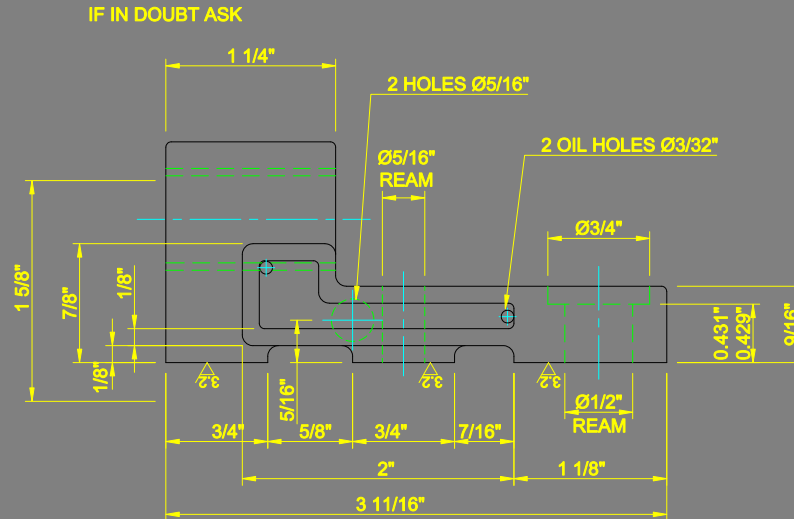 IF IN DOUBT ASK
1 1/4"
2 HOLES Ø5/16"
2 OIL HOLES Ø3/32"
Ø5/16"
REAM
Ø3/4"
1 5/8"
7/8"
1/8"
1/8"
5/16"
0.431"
0.429"
9/16"
3.2
3.2
3.2
Ø1/2"
REAM
3/4"
5/8"
3/4"
7/16"
2"
1 1/8"
3 11/16"